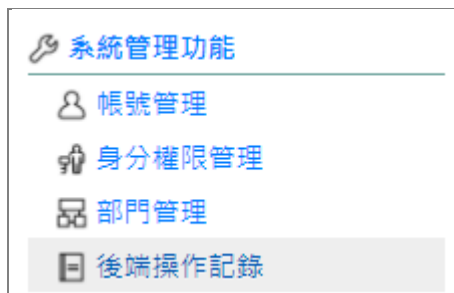 系統管理功能
帳號管理
身分權限管理
部門管理
後端操作記錄